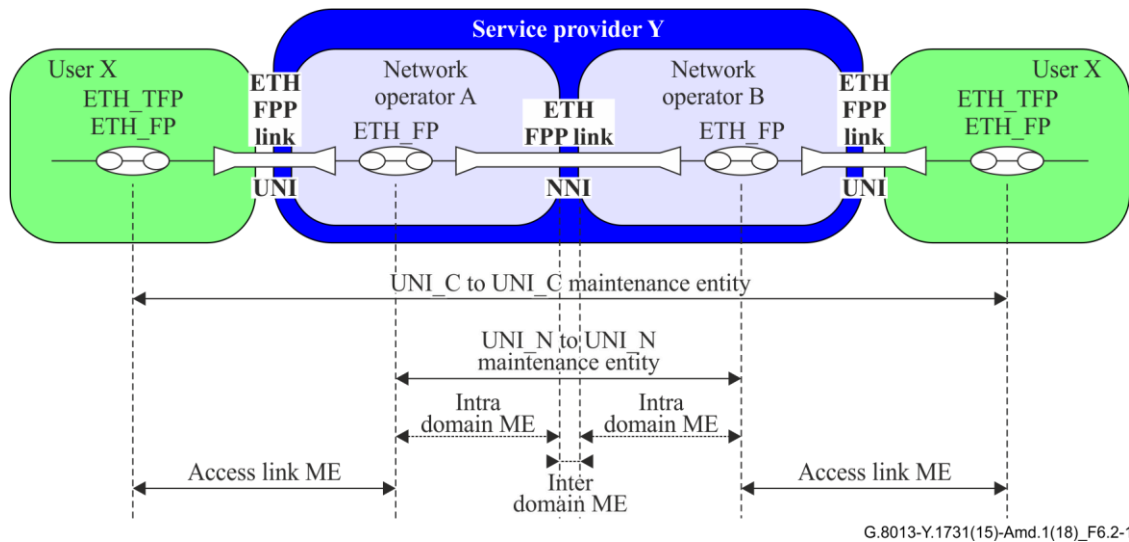 Service provider Y
User X
ETH_TFP
ETH_FP
ETH
FPP
link
UNI
Network
operator A
ETH_FP
ETH
FPP link
NNI
Network
operator B
ETH_FP
ETH
FPP
link
UNI
User X
ETH_TFP
ETH_FP
UNI_C to UNI_C maintenance entity
UNI_N to UNI_N
maintenance entity
Intra
domain ME
Intra
domain ME
Access link ME
Inter
domain ME
Access link ME
G.8013-Y.1731(15)-Amd.1(18)_F6.2-1